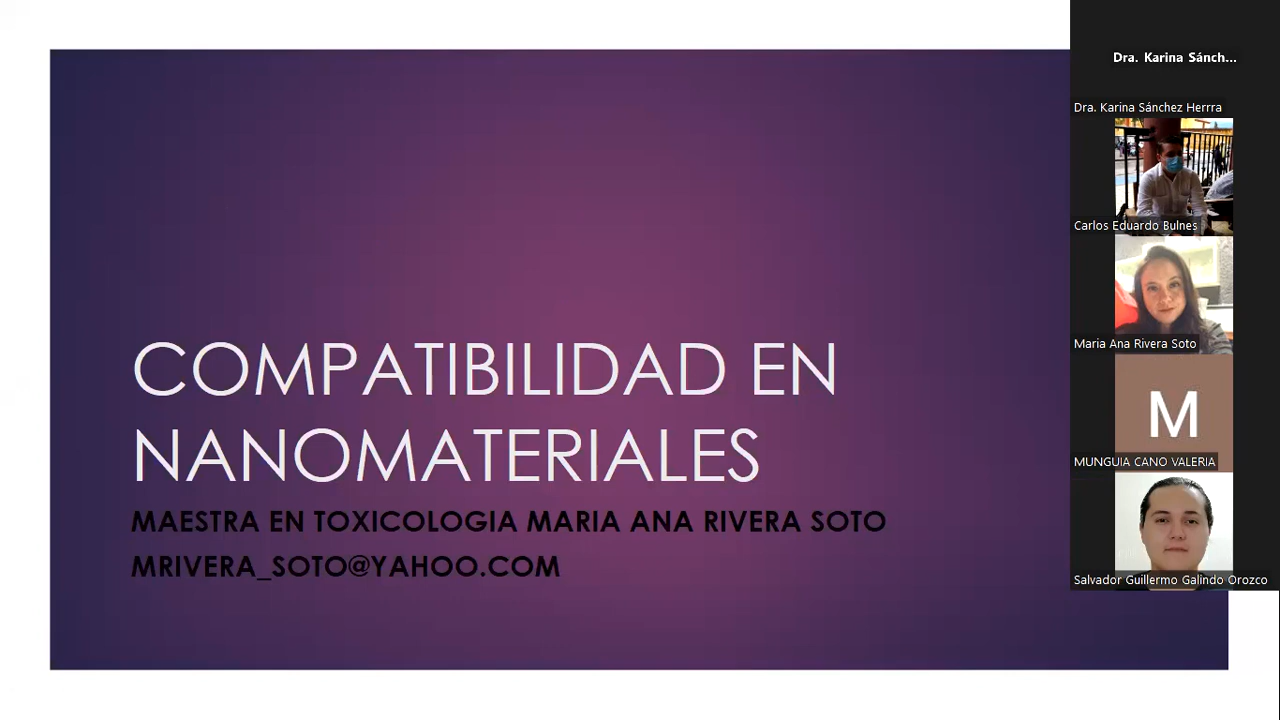 COMPATIBILIDAD EN
NANOMATERIALES
MAESTRA EN TOXICOLOGIA MARIA ANA RIVERA SOTO
MRIVERA_SOTO@YAHOO.COM
Dra. Karina Sánch...
Dra. Karina Sánchez Herrra
Carlos Eduardo Bulnes
Maria Ana Rivera Soto
M
MUNGUIA CANO VALERIA
Salvador Guillermo Galindo Orozco